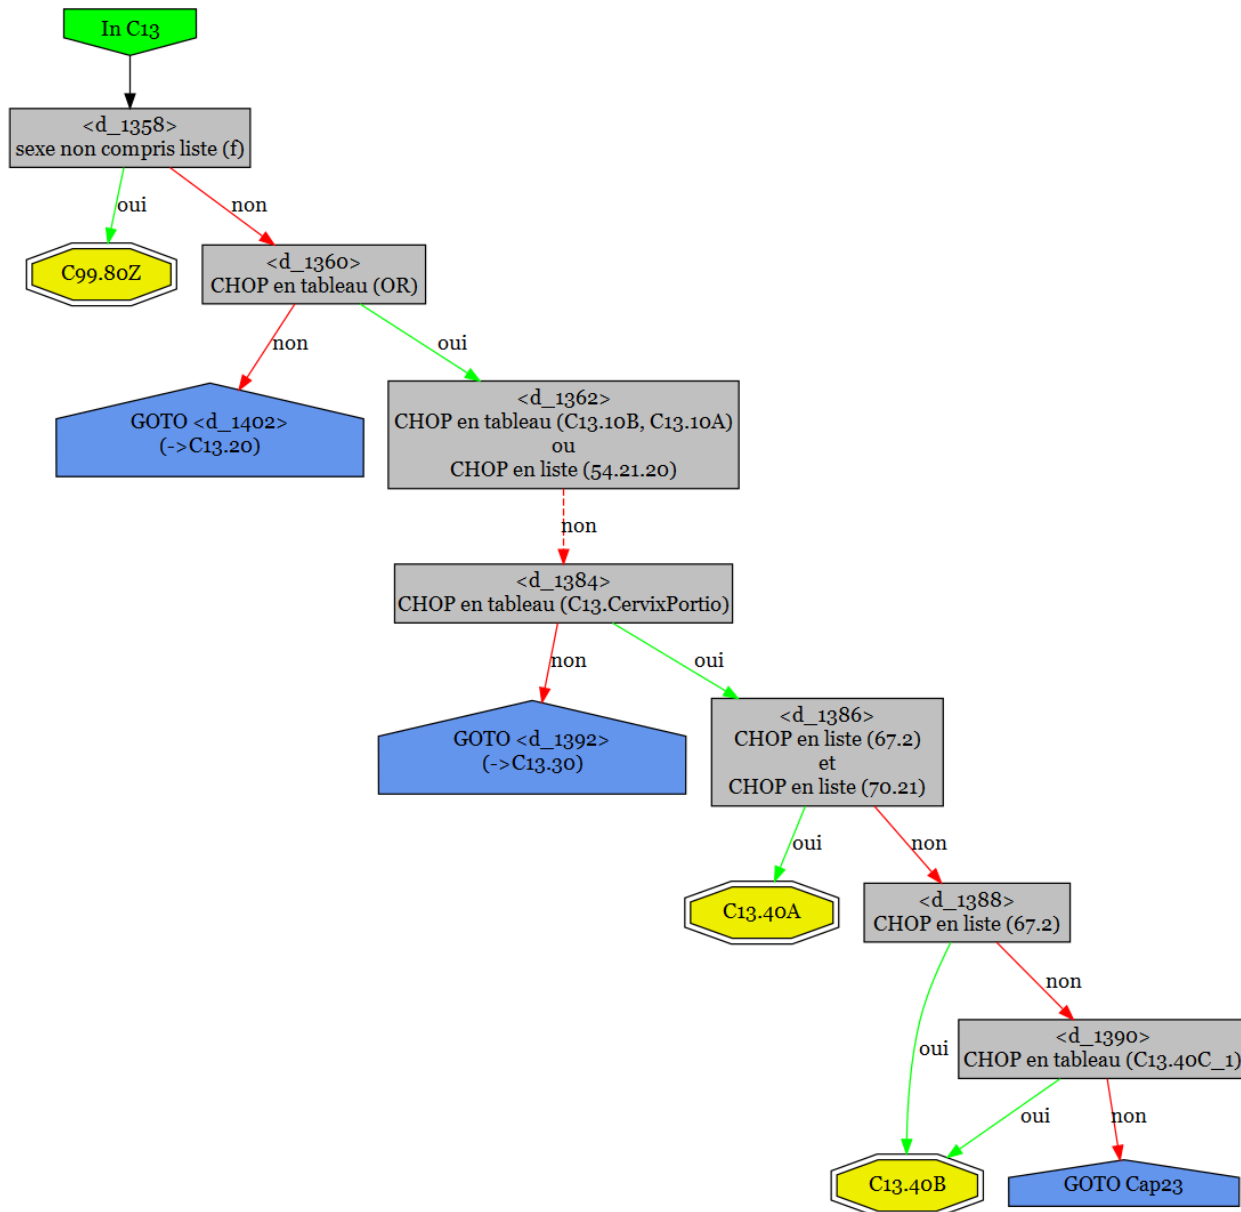 In C13
<d_1358>
sexe non compris liste (f)
oui
non
C99.80Z
<d_1360>
CHOP en tableau (OR)
non
oui
GOTO <d_1402>
(->C13.20)
<d_1362>
CHOP en tableau (C13.10B, C13.10A)
ou
CHOP en liste (54.21.20)
non
<d_1384>
CHOP en tableau (C13.CervixPortio)
non
oui
GOTO <d_1392>
(->C13.30)
<d_1386>
CHOP en liste (67.2)
et
CHOP en liste (70.21)
oui
non
C13.40A
<d_1388>
CHOP en liste (67.2)
non
oui
<d_1390>
CHOP en tableau (C13.40C_1)
oui
non
C13.40B
GOTO Cap23